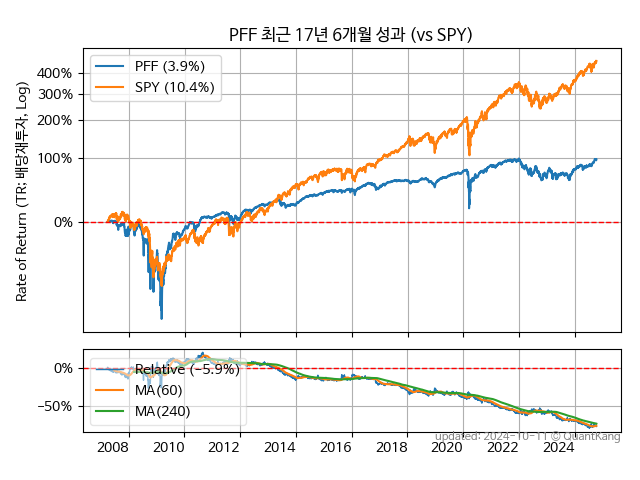 PFF 최근 17년 6개월 성과 (vs SPY)
Rate of Return (TR: 배당재투자, Log)
400%
300%
200%
100%
0%
PFF (3.9%)
SPY (10.4%)
0%
−50%
Relative (−5.9%)
MA(60)
MA(240)
2008 2010 2012 2014 2016 2018 2020 2022 2024
updated: 2024-10-11 © QuantKang